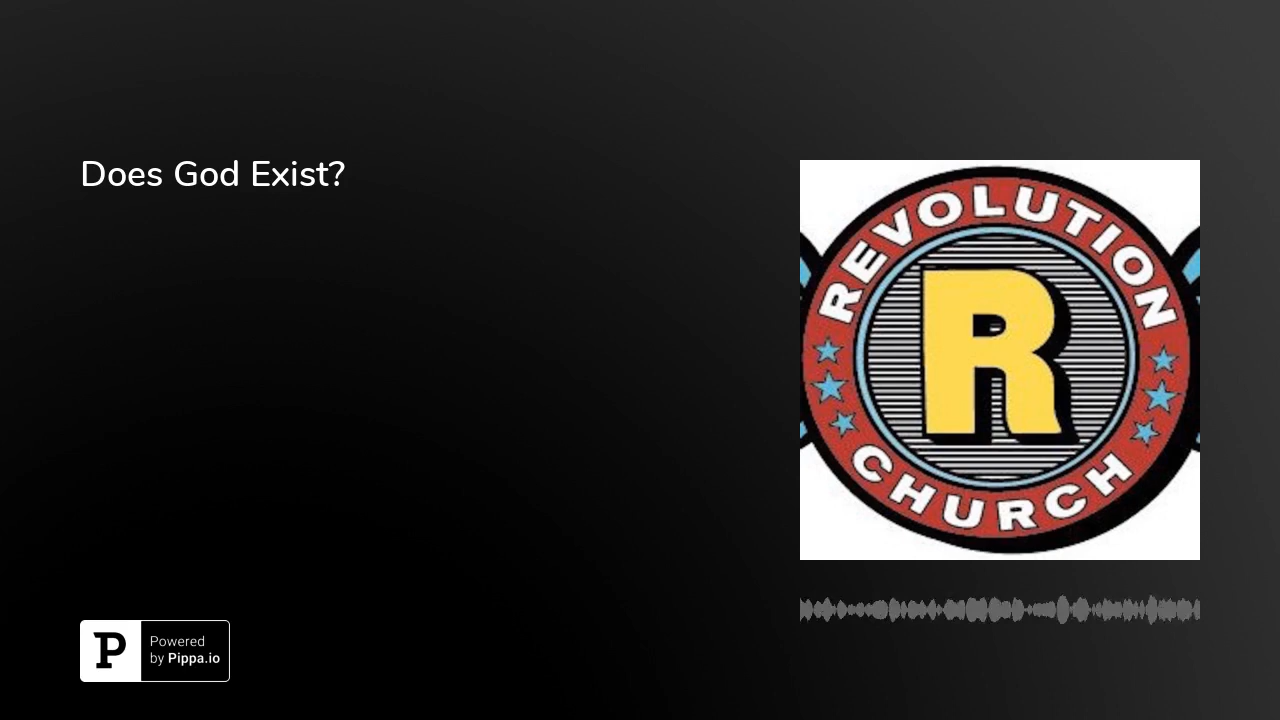 Does God Exist?
REVOLUTION
R
CHURCH
P
Powered
by Pippa.io